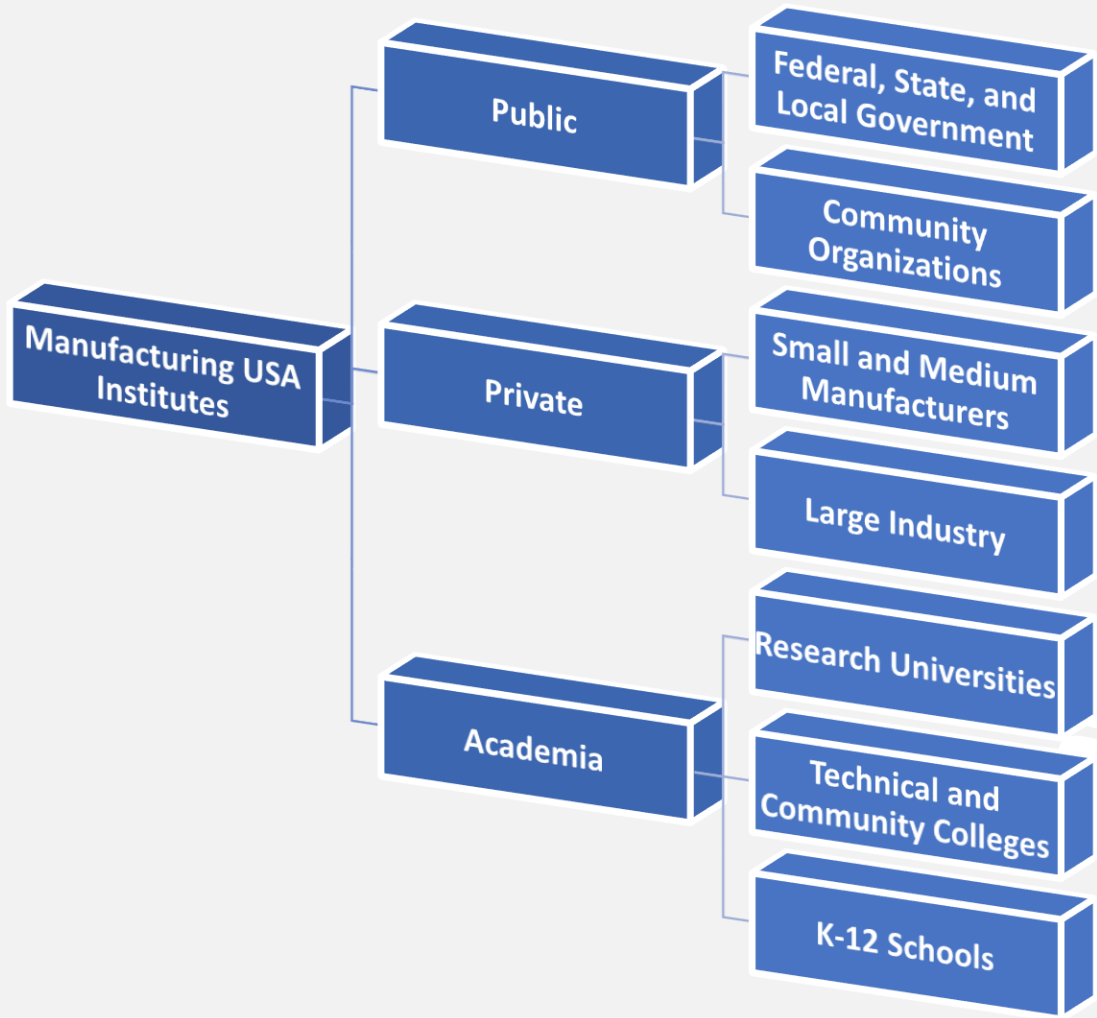 Manufacturing USA
Institutes
Public
Federal, State, and
Local Government
Community
Organizations
Private
Small and Medium
Manufacturers
Large Industry
Academia
Research Universities
Technical and
Community Colleges
K-12 Schools